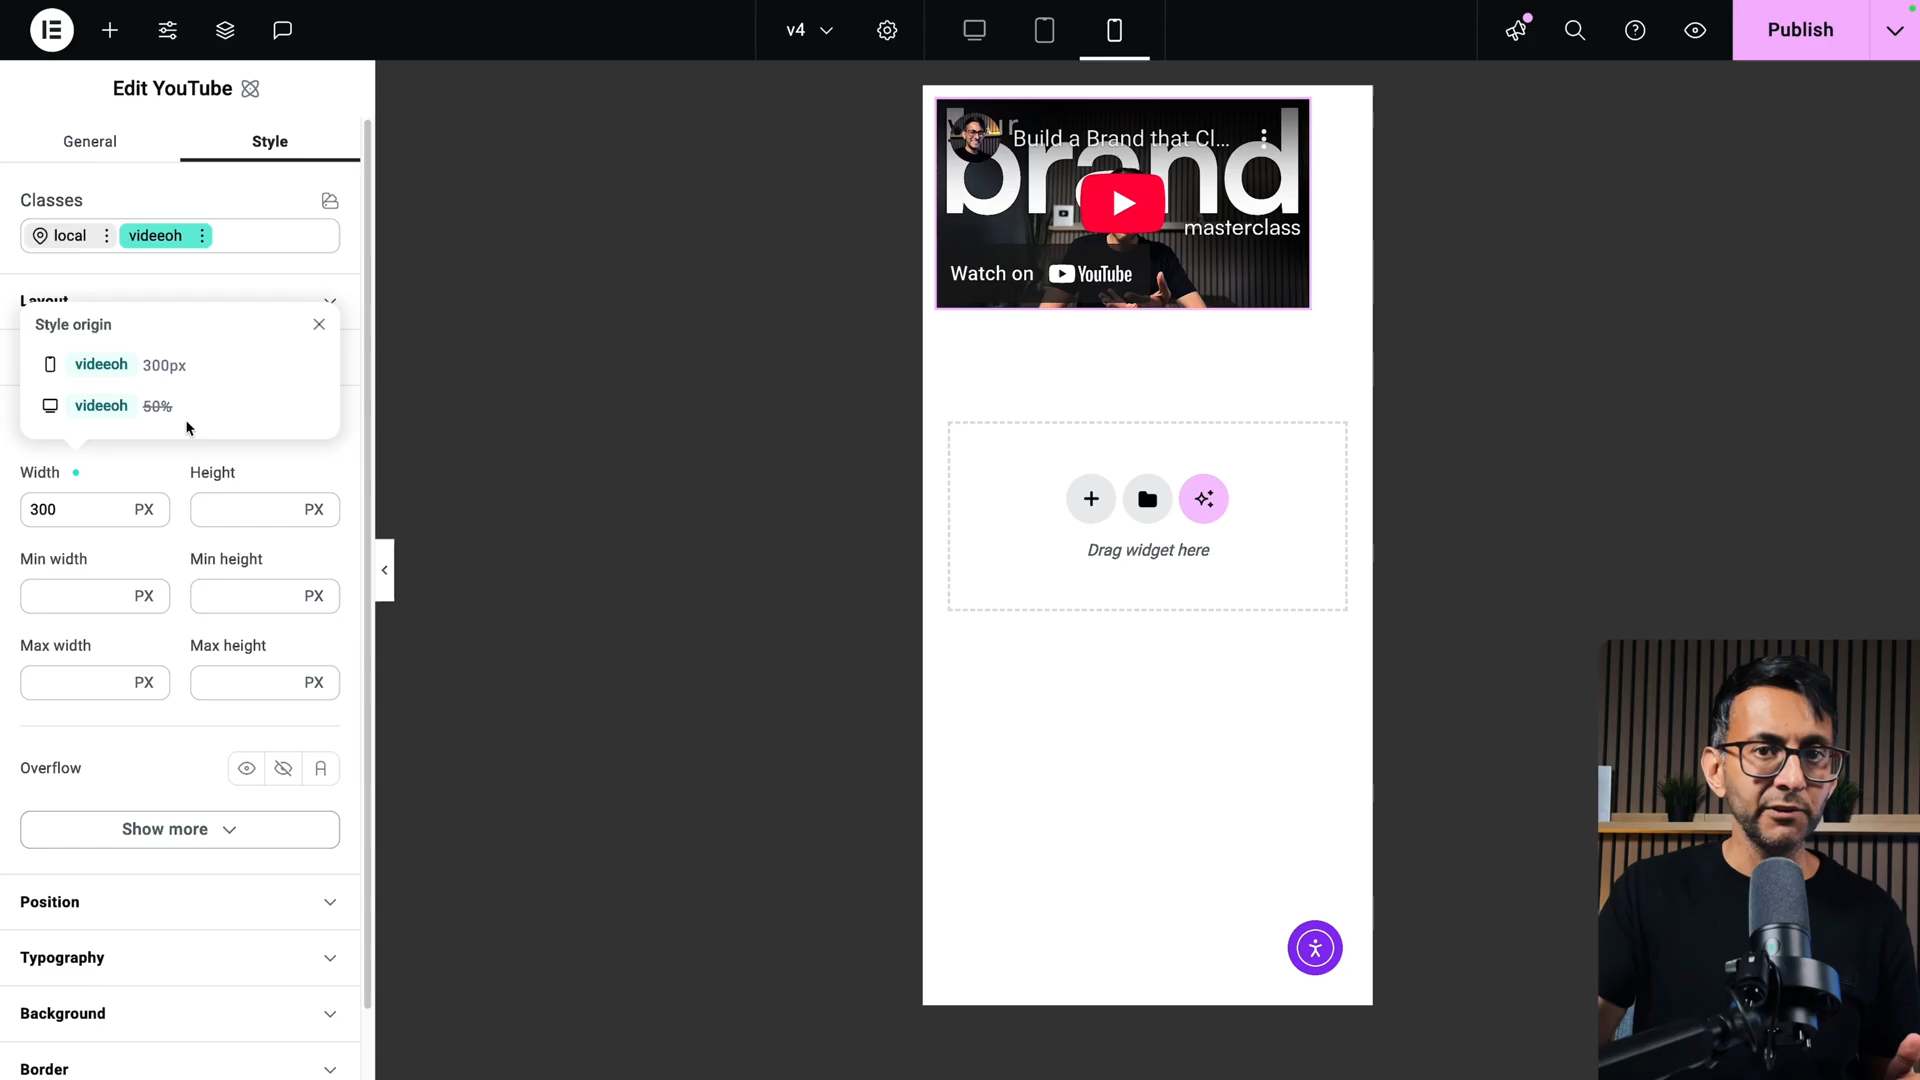 v4
Publish
Edit YouTube
General
Style
Classes
local
videeoh
Layout
Style origin
videeoh 300px
videeoh 50%
Width
Height
300 PX
PX
Min width
Min height
PX
PX
Max width
Max height
PX
PX
Overflow
Show more
Position
Typography
Background
Border
your
Build a Brand that Cl...
brand
masterclass
Watch on YouTube
Drag widget here